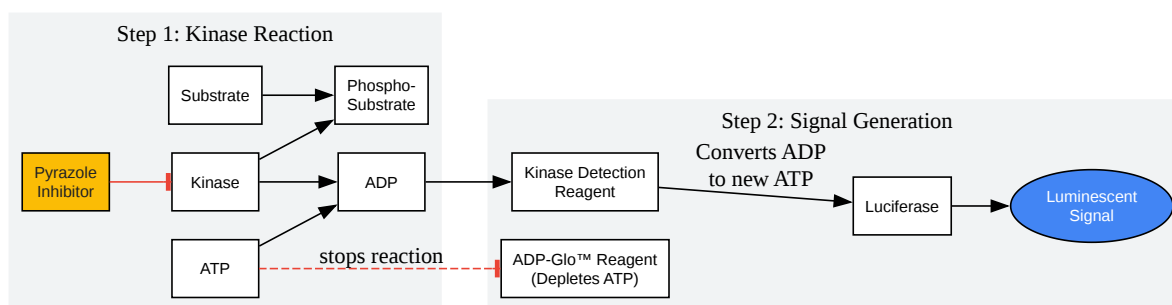 Step 1: Kinase Reaction
Substrate
Phospho-
Substrate
Pyrazole
Inhibitor
Kinase
ADP
ATP
stops reaction
Step 2: Signal Generation
Converts ADP
to new ATP
Kinase Detection
Reagent
Luciferase
Luminescent
Signal
ADP-Glo™ Reagent
(Depletes ATP)